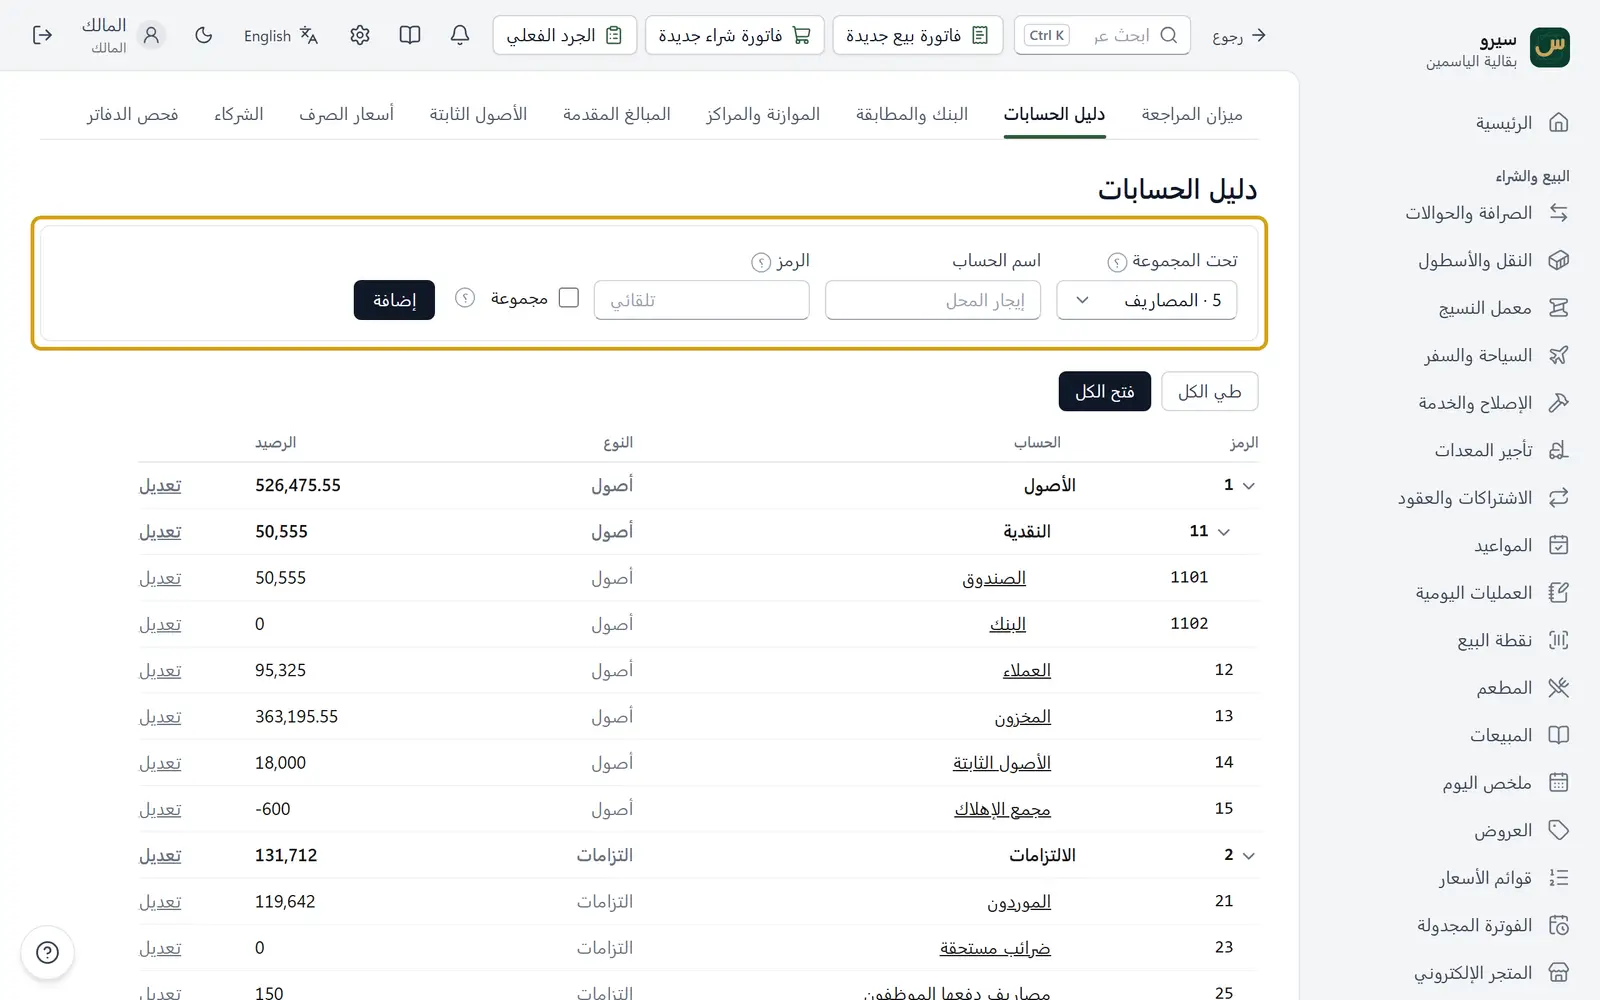 سيرو
بقالية الياسمين
الرئيسية
البيع والشراء
الصرافة والحوالات
النقل والأسطول
معمل النسيج
السياحة والسفر
الإصلاح والخدمة
تأجير المعدات
الاشتراكات والعقود
المواعيد
العمليات اليومية
نقطة البيع
المطعم
المبيعات
ملخص اليوم
العروض
قوائم الأسعار
الفوترة المجدولة
المتجر الإلكتروني
رجوع
ابحث عر Ctrl K
فاتورة بيع جديدة
فاتورة شراء جديدة
الجرد الفعلي
English
المالك
المالك
ميزان المراجعة دليل الحسابات البنك والمطابقة الموازنة والمراكز المبالغ المقدمة الأصول الثابتة أسعار الصرف الشركاء فحص الدفاتر
دليل الحسابات
تحت المجموعة ؟ اسم الحساب الرمز ؟
5 · المصاريف إيجار المحل تلقائي مجموعة ؟ إضافة
طي الكل فتح الكل
الرمز الحساب النوع الرصيد
1 الأصول أصول 526,475.55 تعديل
11 النقدية أصول 50,555 تعديل
1101 الصندوق أصول 50,555 تعديل
1102 البنك أصول 0 تعديل
12 العملاء أصول 95,325 تعديل
13 المخزون أصول 363,195.55 تعديل
14 الأصول الثابتة أصول 18,000 تعديل
15 مجمع الإهلاك أصول -600 تعديل
2 الالتزامات التزامات 131,712 تعديل
21 الموردون التزامات 119,642 تعديل
23 ضرائب مستحقة التزامات 0 تعديل
25 مصاريف دفعها الموظفون التزامات 150 تعديل